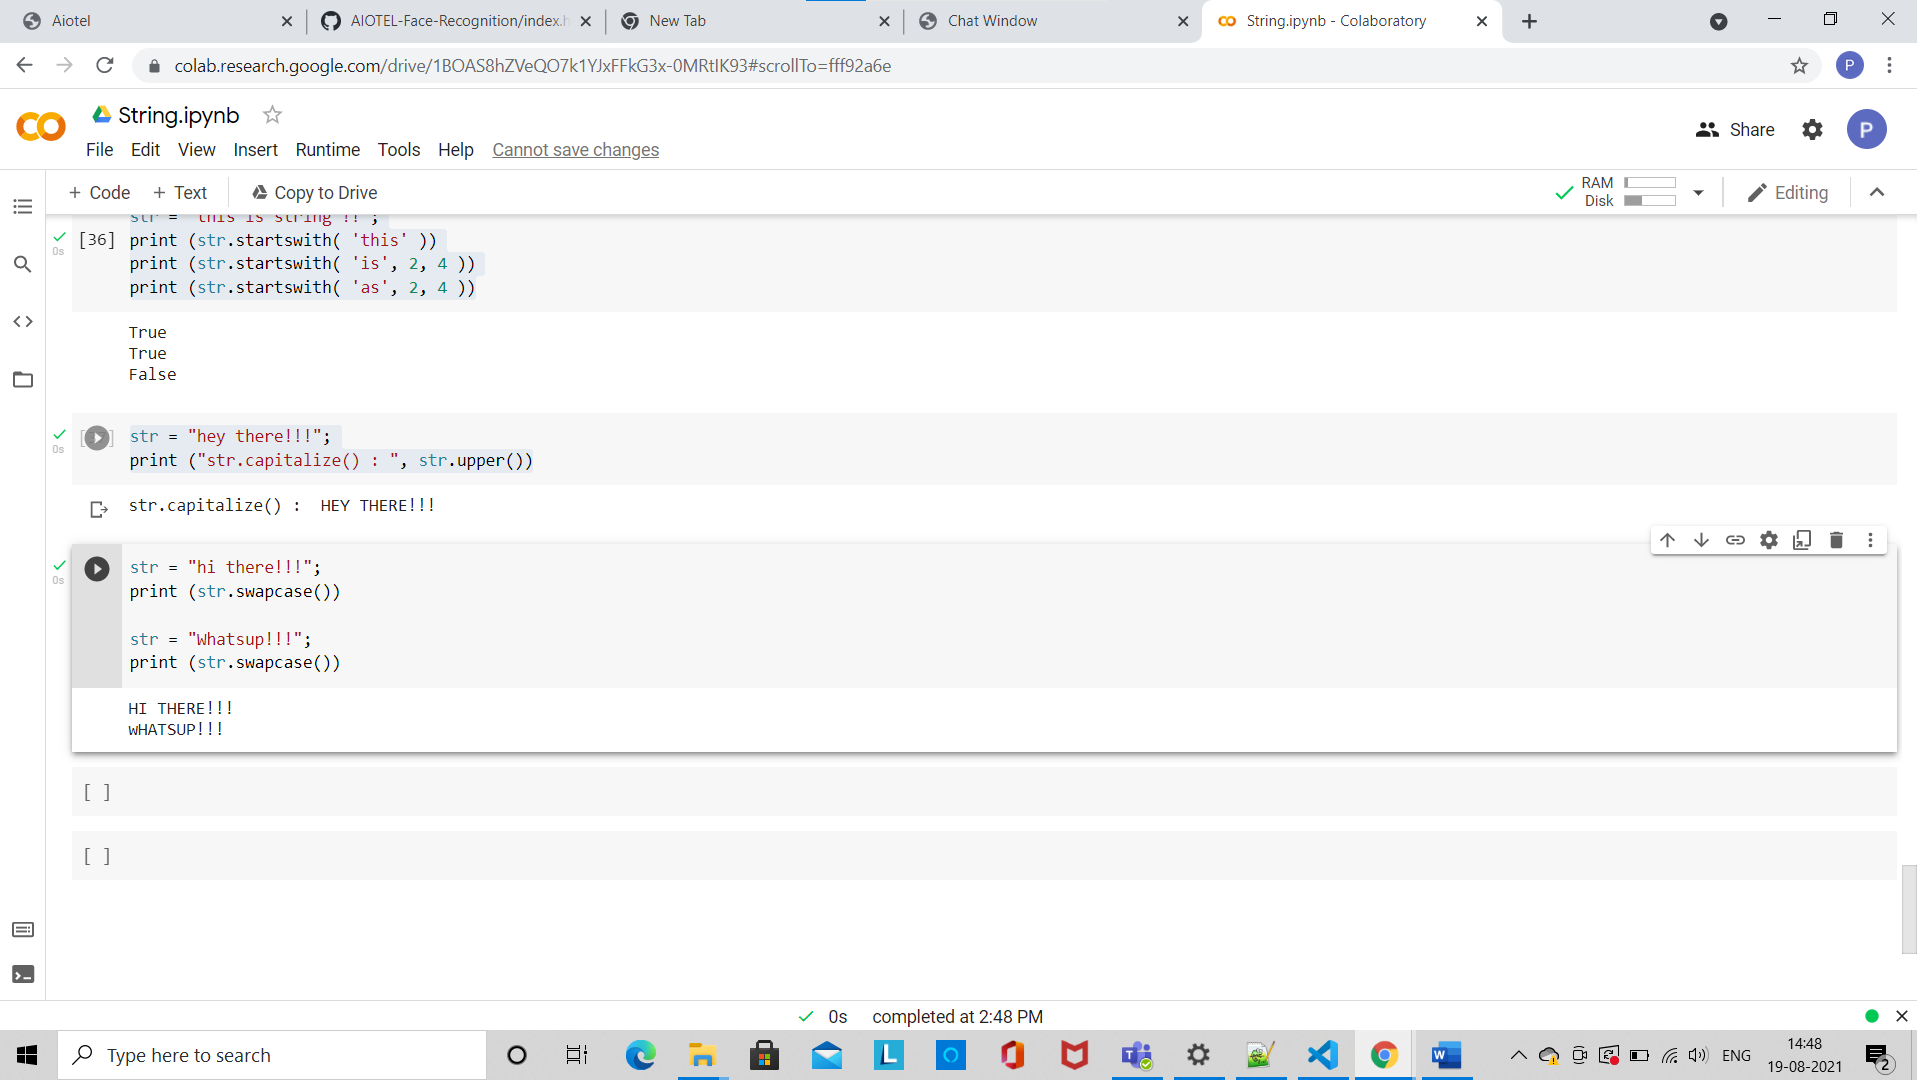 Aiotel
AIOTEL-Face-Recognition/index.h
New Tab
Chat Window
String.ipynb - Colaboratory
colab.research.google.com/drive/1BOAS8hZVeQO7k1YJxFFkG3x-0MRtIK93#scrollTo=fff92a6e
P
String.ipynb
File Edit View Insert Runtime Tools Help Cannot save changes
Share
P
+ Code + Text Copy to Drive
RAM
Disk
Editing
str = "this is string !!";
[36] print (str.startswith( 'this' ))
0s
print (str.startswith( 'is', 2, 4 ))
print (str.startswith( 'as', 2, 4 ))
True
True
False
str = "hey there!!!";
0s
print ("str.capitalize() : ", str.upper())
str.capitalize() :  HEY THERE!!!
str = "hi there!!!";
0s
print (str.swapcase())
str = "Whatsup!!!";
print (str.swapcase())
HI THERE!!!
wHATSUP!!!
[ ]
[ ]
0s completed at 2:48 PM
Type here to search
ENG
14:48
19-08-2021
2